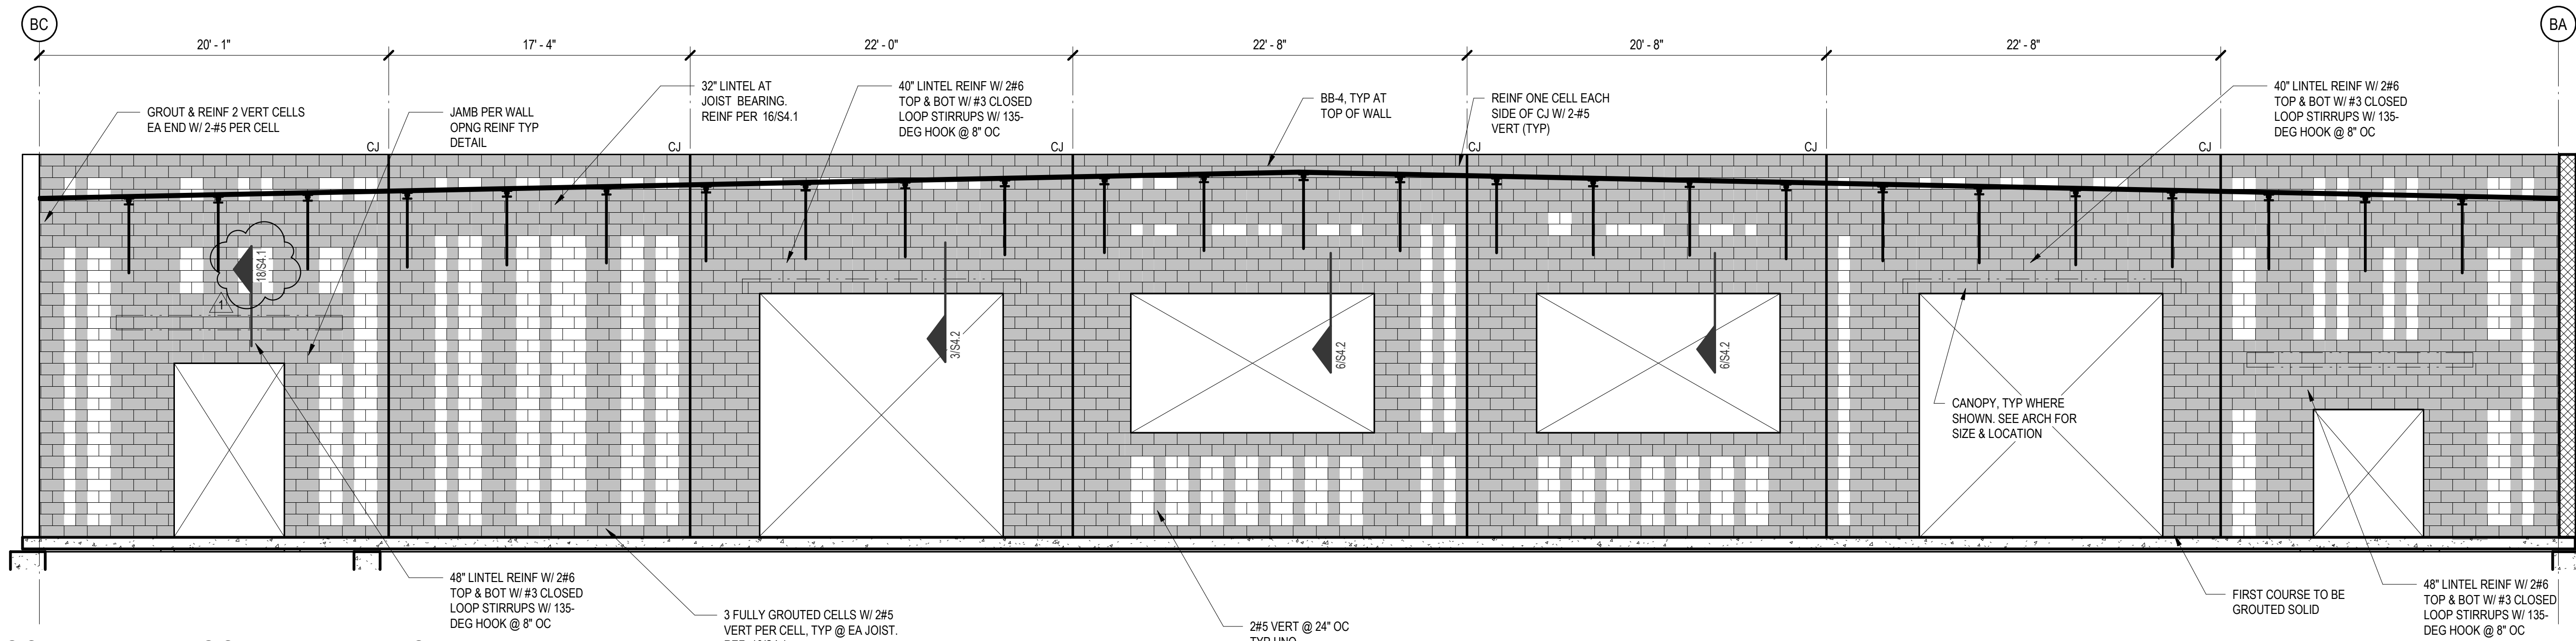 BC
BA
20' - 1"
17' - 4"
22' - 0"
22' - 8"
20' - 8"
22' - 8"
GROUT & REINF 2 VERT CELLS
EA END W/ 2-#5 PER CELL
JAMB PER WALL
OPNG REINF TYP
DETAIL
32" LINTEL AT
JOIST BEARING.
REINF PER 16/S4.1
40" LINTEL REINF W/ 2#6
TOP & BOT W/ #3 CLOSED
LOOP STIRRUPS W/ 135-
DEG HOOK @ 8" OC
BB-4, TYP AT
TOP OF WALL
REINF ONE CELL EACH
SIDE OF CJ W/ 2-#5
VERT (TYP)
40" LINTEL REINF W/ 2#6
TOP & BOT W/ #3 CLOSED
LOOP STIRRUPS W/ 135-
DEG HOOK @ 8" OC
CJ
CJ
CJ
CJ
CJ
CJ
18/S4.1
1
3/S4.2
6/S4.2
6/S4.2
CANOPY, TYP WHERE
SHOWN. SEE ARCH FOR
SIZE & LOCATION
48" LINTEL REINF W/ 2#6
TOP & BOT W/ #3 CLOSED
LOOP STIRRUPS W/ 135-
DEG HOOK @ 8" OC
3 FULLY GROUTED CELLS W/ 2#5
VERT PER CELL, TYP @ EA JOIST.
2#5 VERT @ 24" OC
TYP UNO
FIRST COURSE TO BE
GROUTED SOLID
48" LINTEL REINF W/ 2#6
TOP & BOT W/ #3 CLOSED
LOOP STIRRUPS W/ 135-
DEG HOOK @ 8" OC